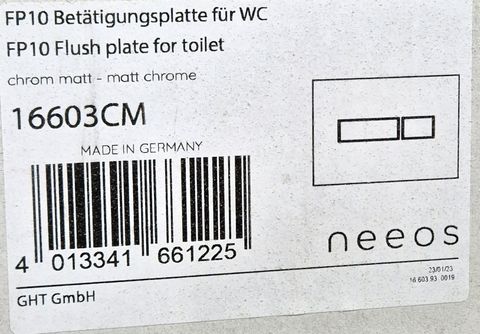 FP10 Betätigungsplatte für WC
FP10 Flush plate for toilet
chrom matt - matt chrome
16603CM
MADE IN GERMANY
4 013341 661225
GHT GmbH
neeos
23/01/23
16 603 93 0019